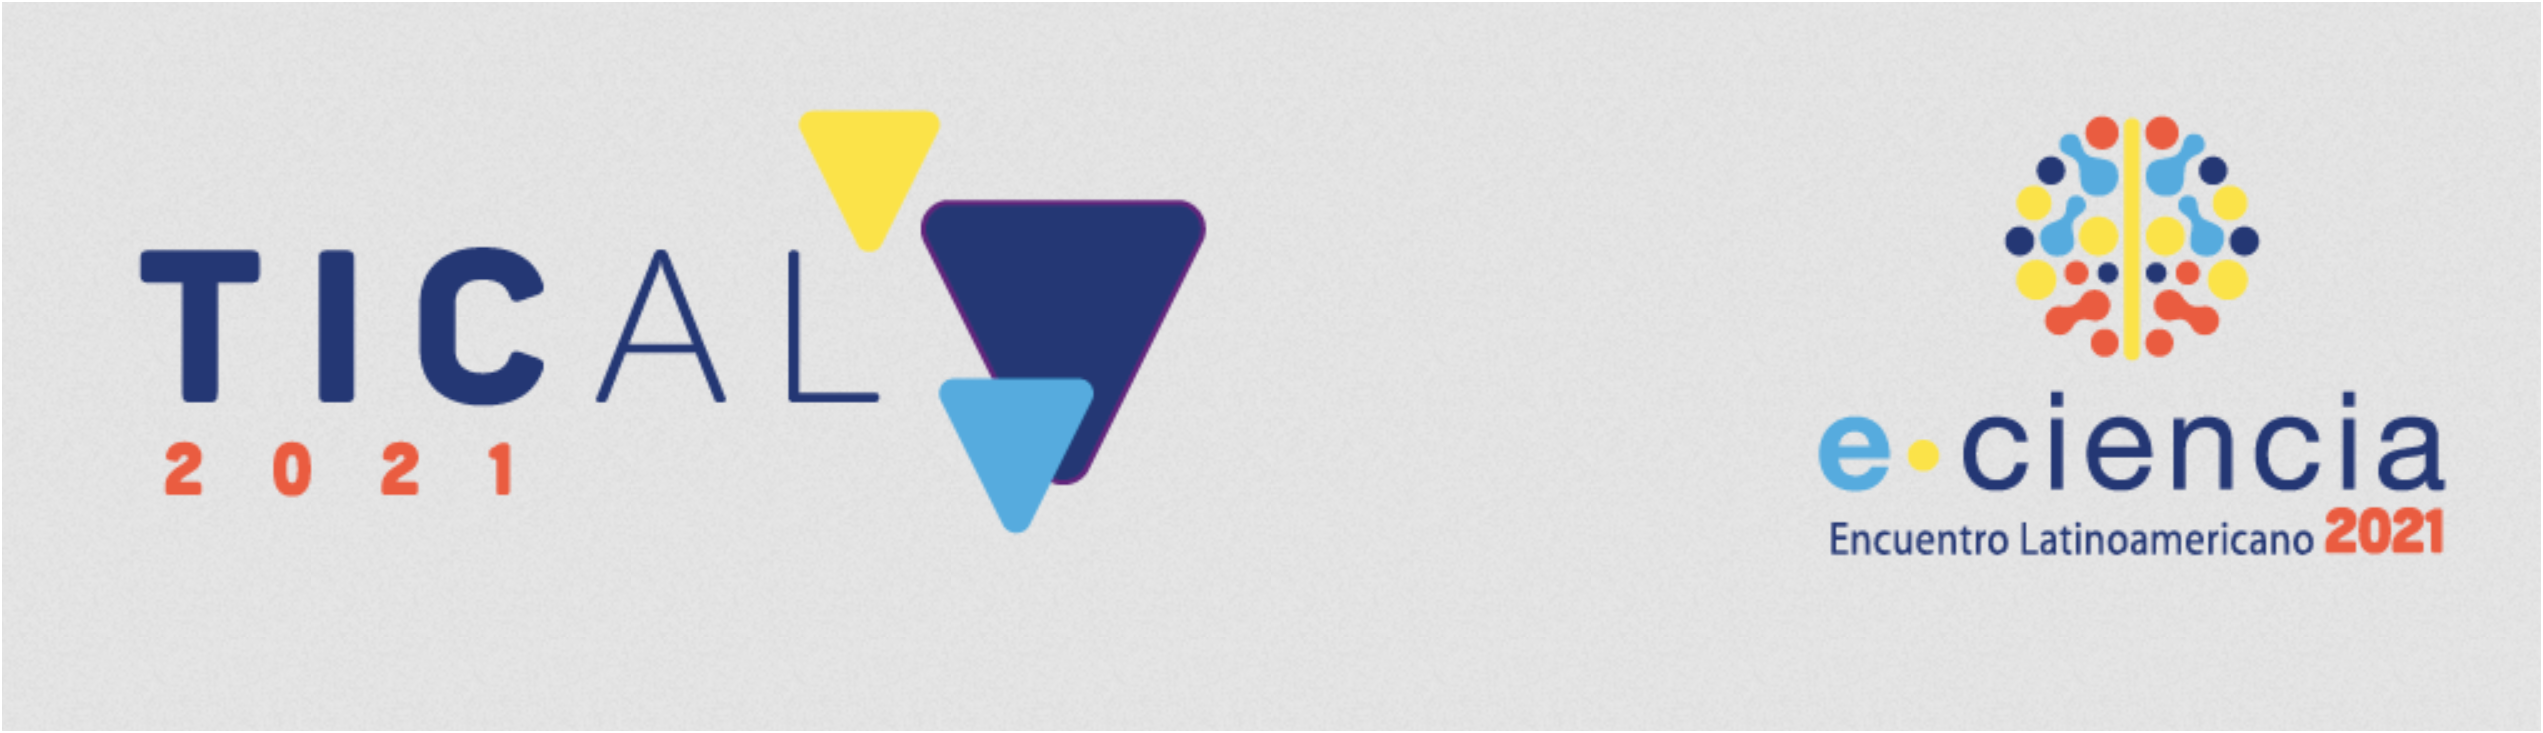 TICAL
2021
e·ciencia
Encuentro Latinoamericano 2021